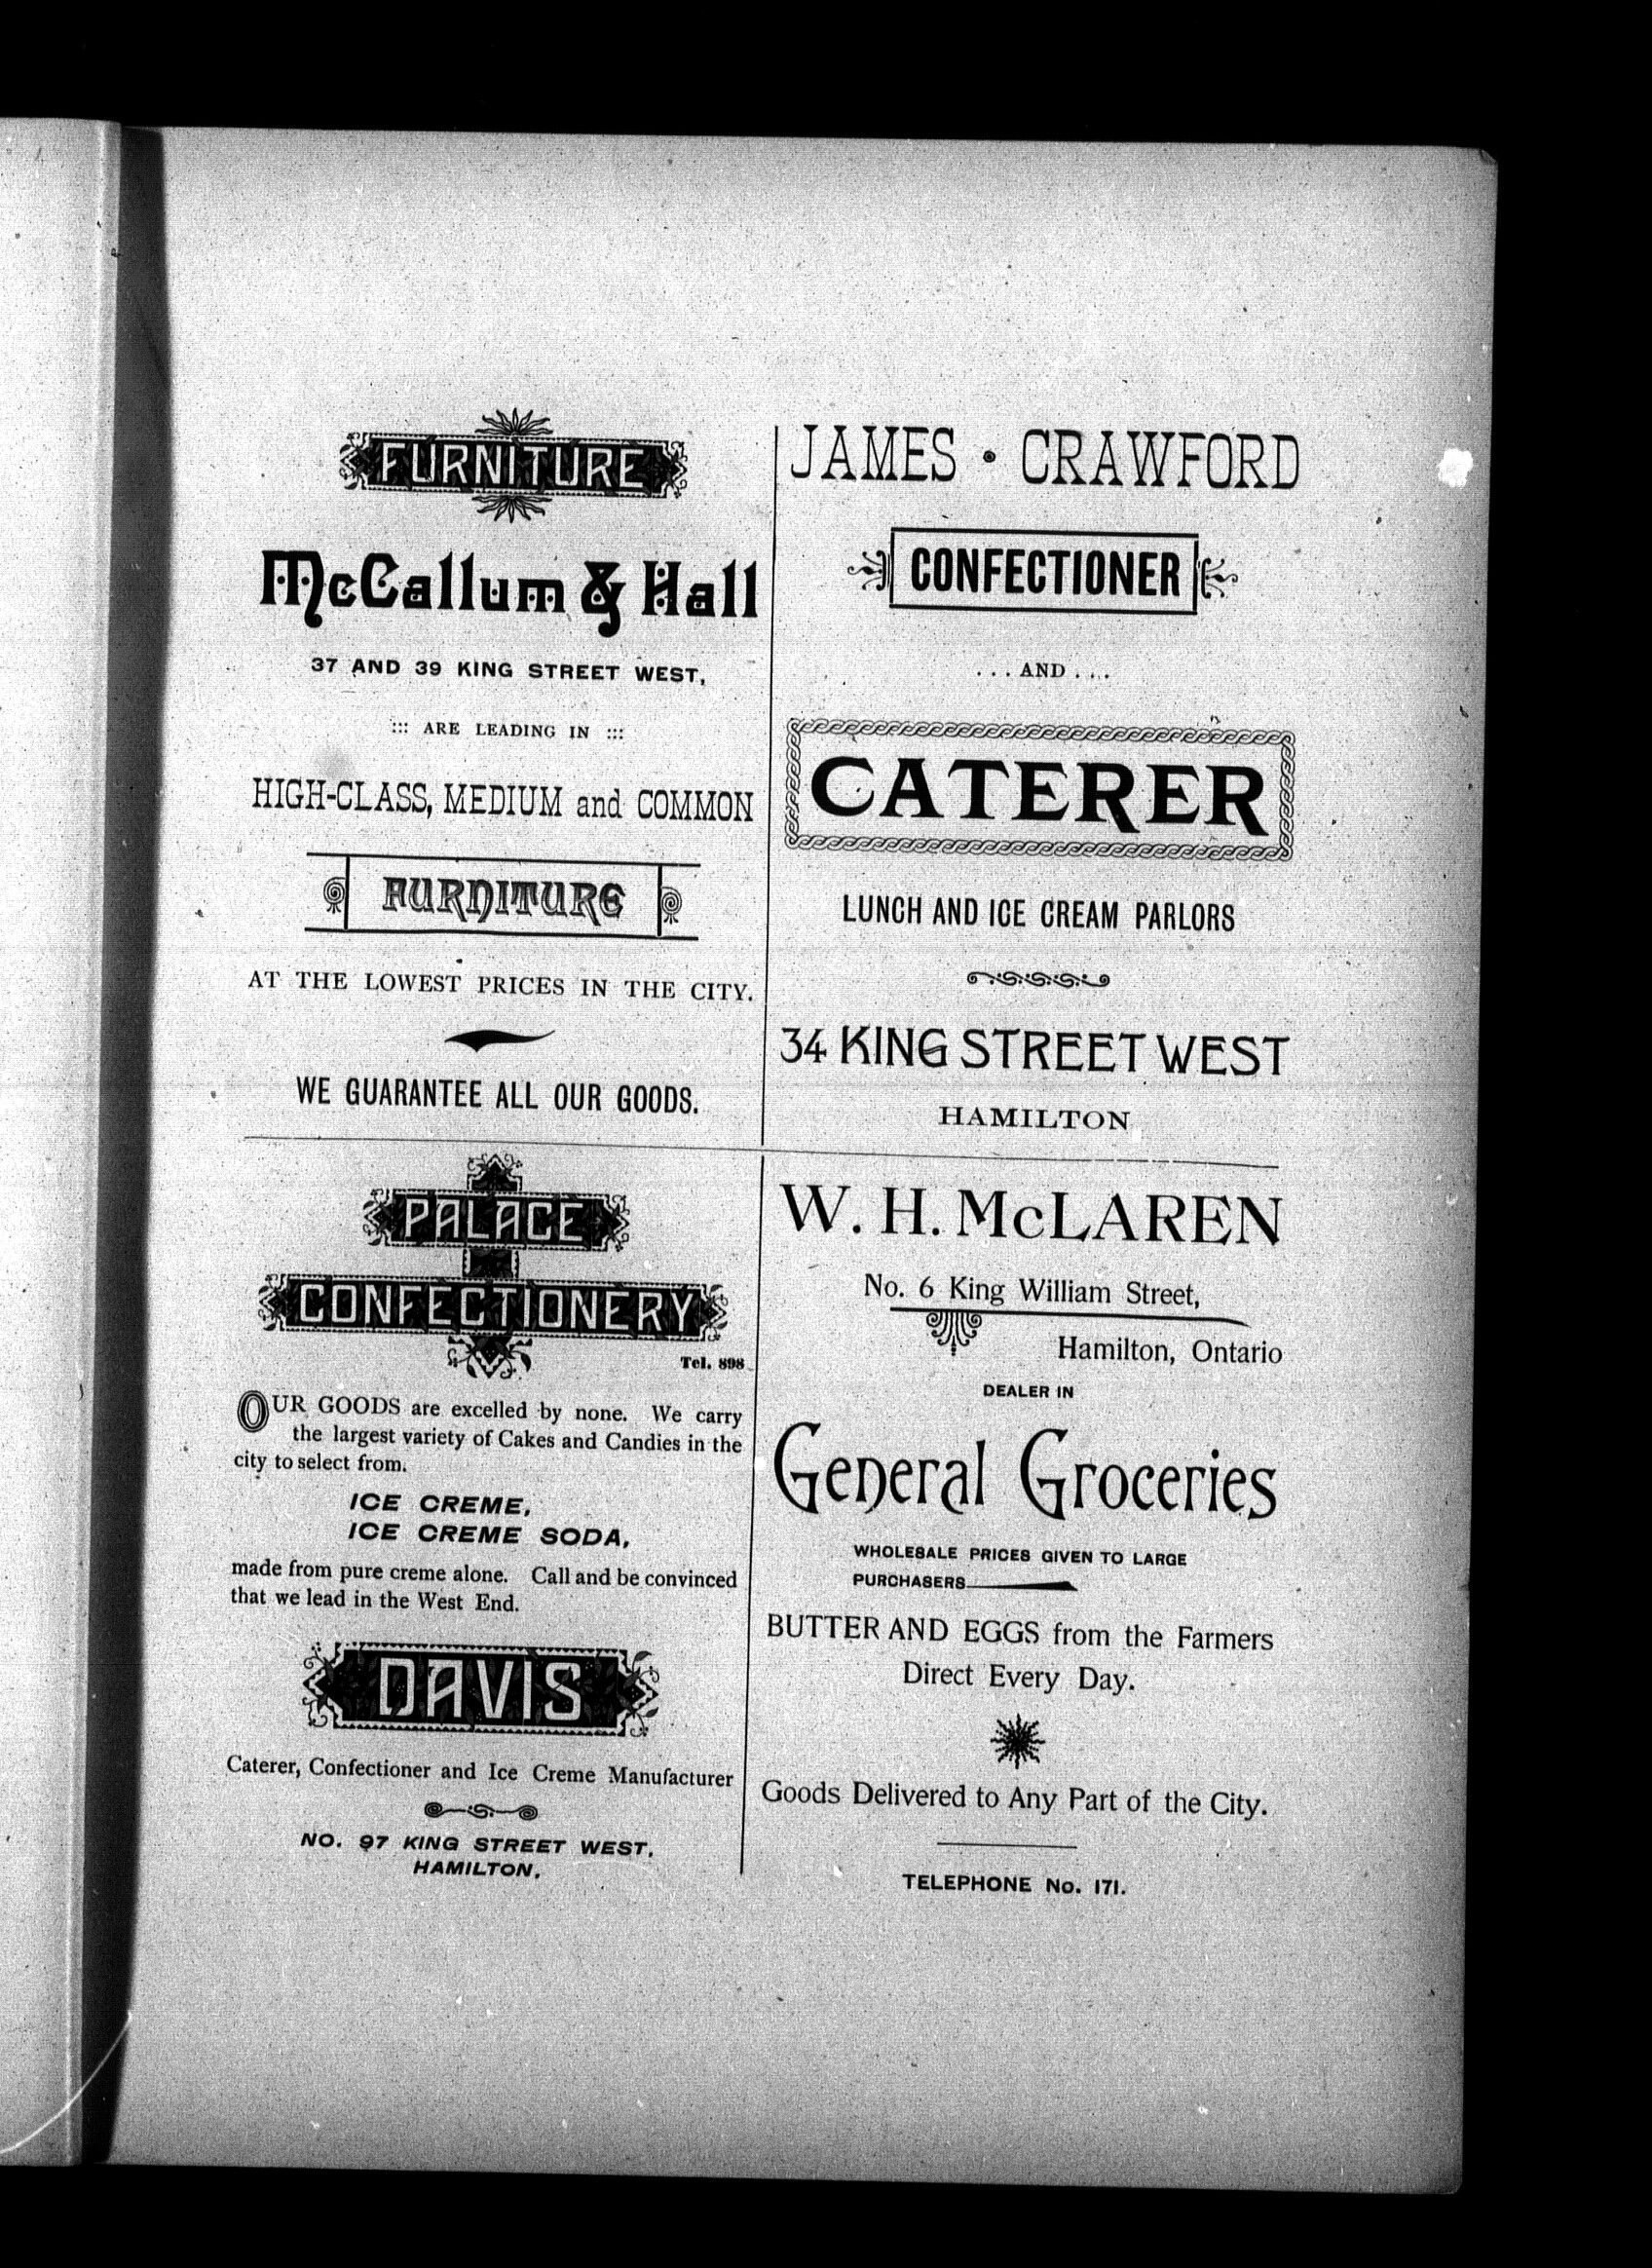 FURNITURE
McCallum & Hall
37 AND 39 KING STREET WEST,
::: ARE LEADING IN :::
HIGH-CLASS, MEDIUM and COMMON
FURNITURE
AT THE LOWEST PRICES IN THE CITY.
WE GUARANTEE ALL OUR GOODS.
JAMES • CRAWFORD
CONFECTIONER
...AND...
CATERER
LUNCH AND ICE CREAM PARLORS
34 KING STREET WEST
HAMILTON
PALACE
CONFECTIONERY
Tel. 898
OUR GOODS are excelled by none. We carry
the largest variety of Cakes and Candies in the
city to select from.
ICE CREME,
ICE CREME SODA,
made from pure creme alone. Call and be convinced
that we lead in the West End.
DAVIS
Caterer, Confectioner and Ice Creme Manufacturer
NO. 97 KING STREET WEST.
HAMILTON.
W. H. McLAREN
No. 6 King William Street,
Hamilton, Ontario
DEALER IN
General Groceries
WHOLESALE PRICES GIVEN TO LARGE
PURCHASERS
BUTTER AND EGGS from the Farmers
Direct Every Day.
Goods Delivered to Any Part of the City.
TELEPHONE No. 171.